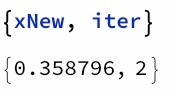 {xNew, iter}
{0.358796, 2}